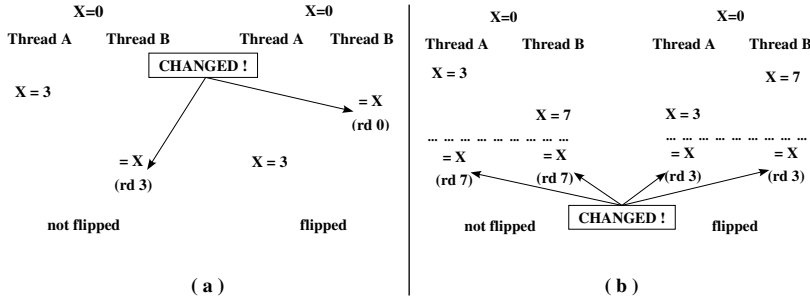 X=0 X=0
Thread A Thread B Thread A Thread B
CHANGED !
X = 3
= X
(rd 0)
= X X = 3
(rd 3)
not flipped flipped
( a )
X=0 X=0
Thread A Thread B Thread A Thread B
X = 3 X = 7
X = 7 X = 3
... ... ... ... ... ... ... ... ... ... ... ... ... ... ... ... ... ... ... ...
= X = X = X = X
(rd 7) (rd 7) (rd 3) (rd 3)
CHANGED !
not flipped flipped
( b )